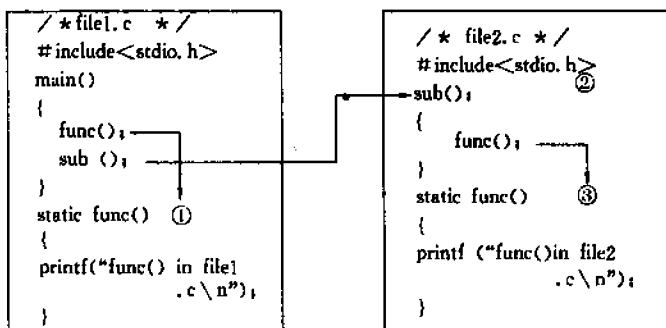 / * file1. c * /
#include<stdio. h>
main()
{
func();
sub ();
}
static func() ①
{
printf("func() in file1
.c \ n");
}
/ * file2. c * /
#include<stdio. h>
②
sub();
{
func();
}
③
static func()
{
printf ("func()in file2
.c \ n");
}